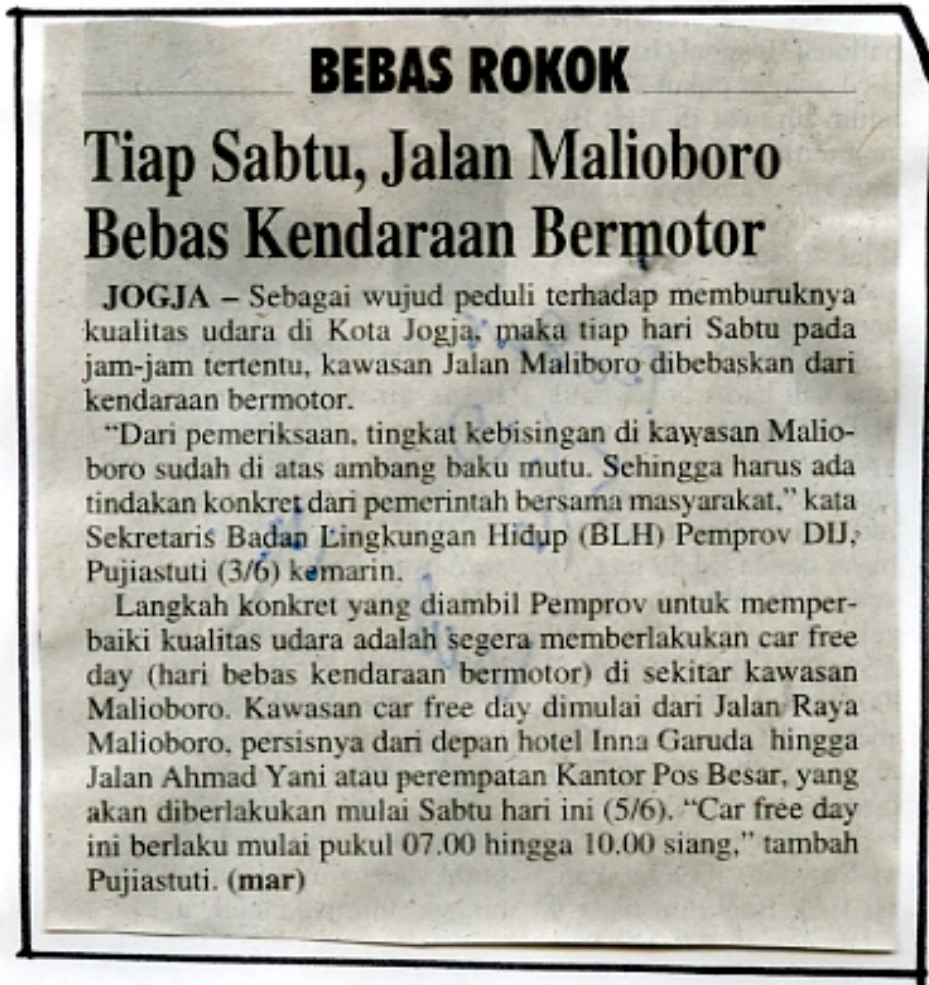 BEBAS ROKOK
Tiap Sabtu, Jalan Malioboro
Bebas Kendaraan Bermotor
JOGJA – Sebagai wujud peduli terhadap memburuknya
kualitas udara di Kota Jogja, maka tiap hari Sabtu pada
jam-jam tertentu, kawasan Jalan Maliboro dibebaskan dari
kendaraan bermotor.
“Dari pemeriksaan, tingkat kebisingan di kawasan Malio-
boro sudah di atas ambang baku mutu. Sehingga harus ada
tindakan konkret dari pemerintah bersama masyarakat,” kata
Sekretaris Badan Lingkungan Hidup (BLH) Pemprov DIJ,
Pujiastuti (3/6) kemarin.
Langkah konkret yang diambil Pemprov untuk memper-
baiki kualitas udara adalah segera memberlakukan car free
day (hari bebas kendaraan bermotor) di sekitar kawasan
Malioboro. Kawasan car free day dimulai dari Jalan Raya
Malioboro, persisnya dari depan hotel Inna Garuda hingga
Jalan Ahmad Yani atau perempatan Kantor Pos Besar, yang
akan diberlakukan mulai Sabtu hari ini (5/6). “Car free day
ini berlaku mulai pukul 07.00 hingga 10.00 siang,” tambah
Pujiastuti. (mar)